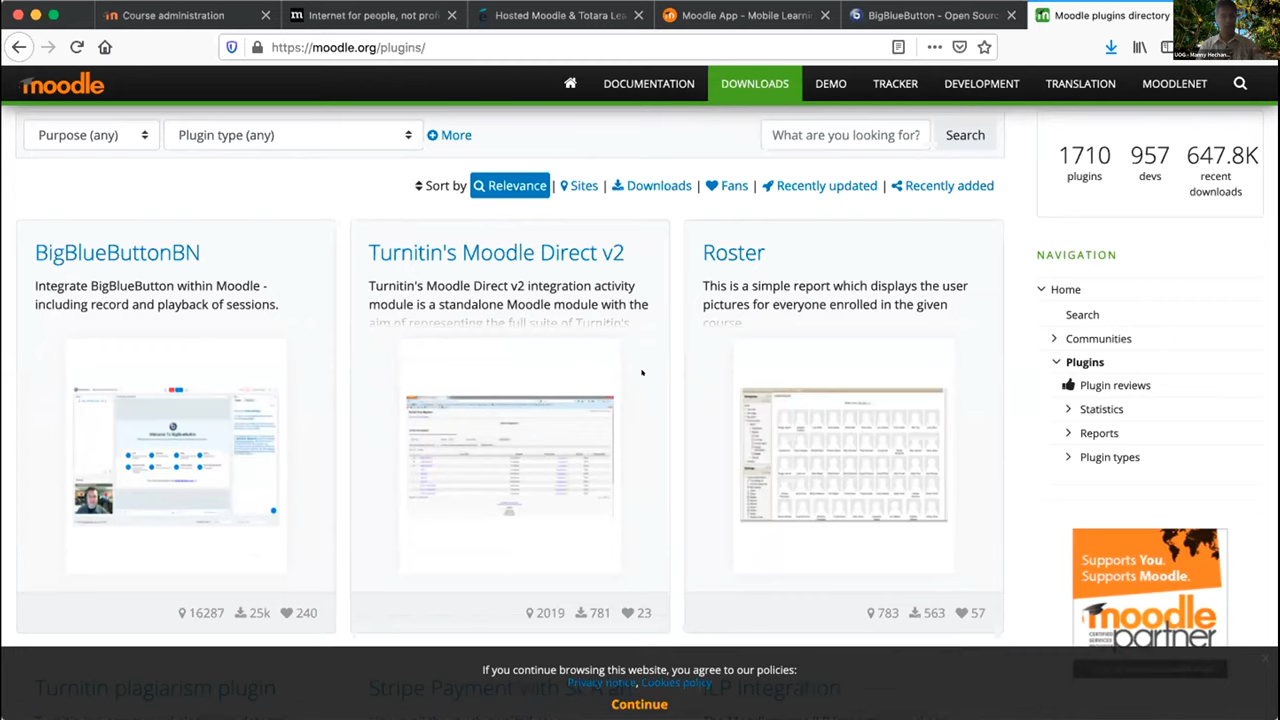 Course administration
Internet for people, not prof
Hosted Moodle & Totara Lea
Moodle App - Mobile Learni
BigBlueButton - Open Sourc
Moodle plugins directory
https://moodle.org/plugins/
moodle
DOCUMENTATION
DOWNLOADS
DEMO
TRACKER
DEVELOPMENT
TRANSLATION
MOODLENET
Purpose (any)
Plugin type (any)
More
What are you looking for?
Search
Sort by Relevance | Sites | Downloads | Fans | Recently updated | Recently added
1710
plugins
957
devs
647.8K
recent
downloads
BigBlueButtonBN
Integrate BigBlueButton within Moodle -
including record and playback of sessions.
16287 25k 240
Turnitin's Moodle Direct v2
Turnitin's Moodle Direct v2 integration activity
module is a standalone Moodle module with the
aim of representing the full suite of Turnitin's
2019 781 23
Roster
This is a simple report which displays the user
pictures for everyone enrolled in the given
course
783 563 57
NAVIGATION
Home
Search
Communities
Plugins
Plugin reviews
Statistics
Reports
Plugin types
Supports You.
Supports Moodle.
moodle
partner
Turnitin plagiarism plugin
Stripe Payment with
ILP Integration
If you continue browsing this website, you agree to our policies:
Privacy notice, Cookies policy
Continue